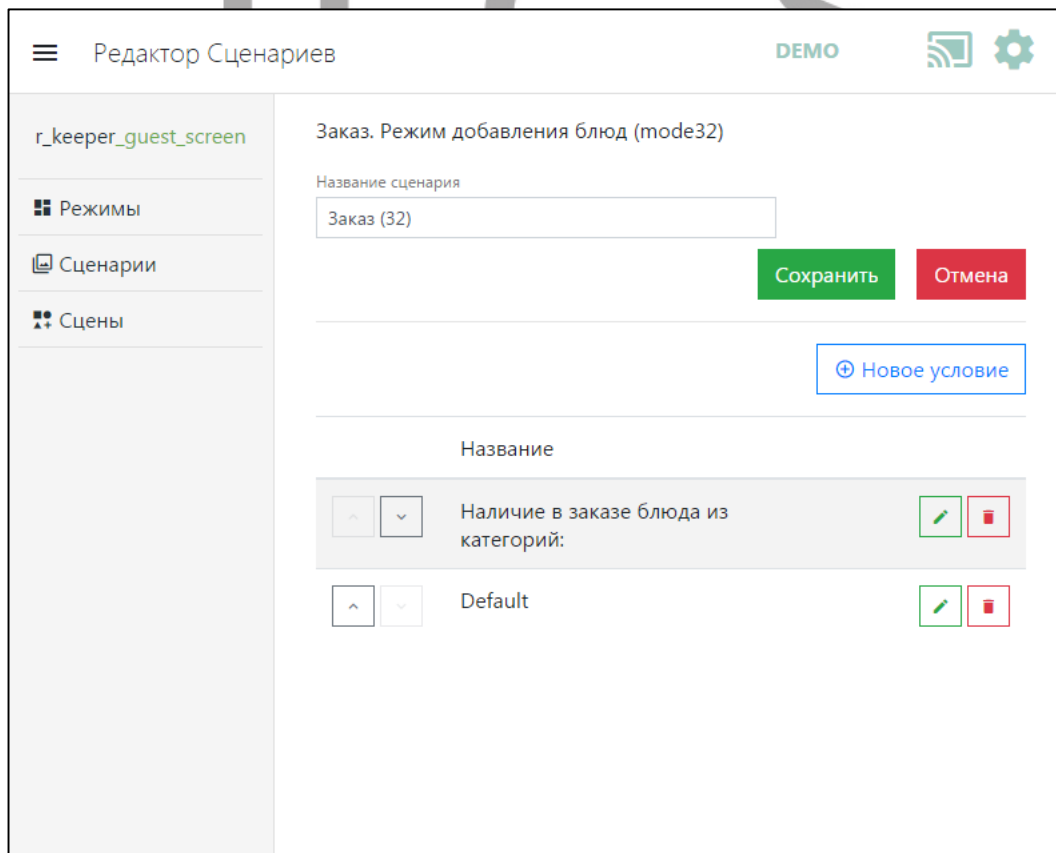 Редактор Сценариев
DEMO
r_keeper_guest_screen
Режимы
Сценарии
Сцены
Заказ. Режим добавления блюд (mode32)
Название сценария
Заказ (32)
Сохранить
Отмена
Новое условие
Название
Наличие в заказе блюда из
категорий:
Default